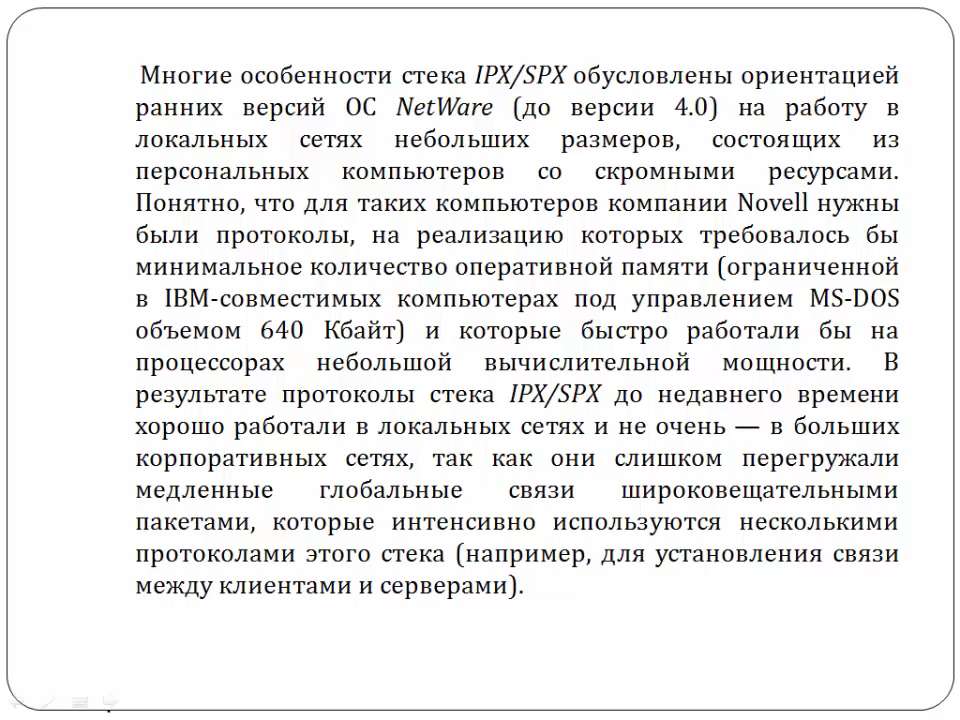 Многие особенности стека IPX/SPX обусловлены ориентацией
ранних версий ОС NetWare (до версии 4.0) на работу в
локальных сетях небольших размеров, состоящих из
персональных компьютеров со скромными ресурсами.
Понятно, что для таких компьютеров компании Novell нужны
были протоколы, на реализацию которых требовалось бы
минимальное количество оперативной памяти (ограниченной
в IBM-совместимых компьютерах под управлением MS-DOS
объемом 640 Кбайт) и которые быстро работали бы на
процессорах небольшой вычислительной мощности. В
результате протоколы стека IPX/SPX до недавнего времени
хорошо работали в локальных сетях и не очень — в больших
корпоративных сетях, так как они слишком перегружали
медленные глобальные связи широковещательными
пакетами, которые интенсивно используются несколькими
протоколами этого стека (например, для установления связи
между клиентами и серверами).